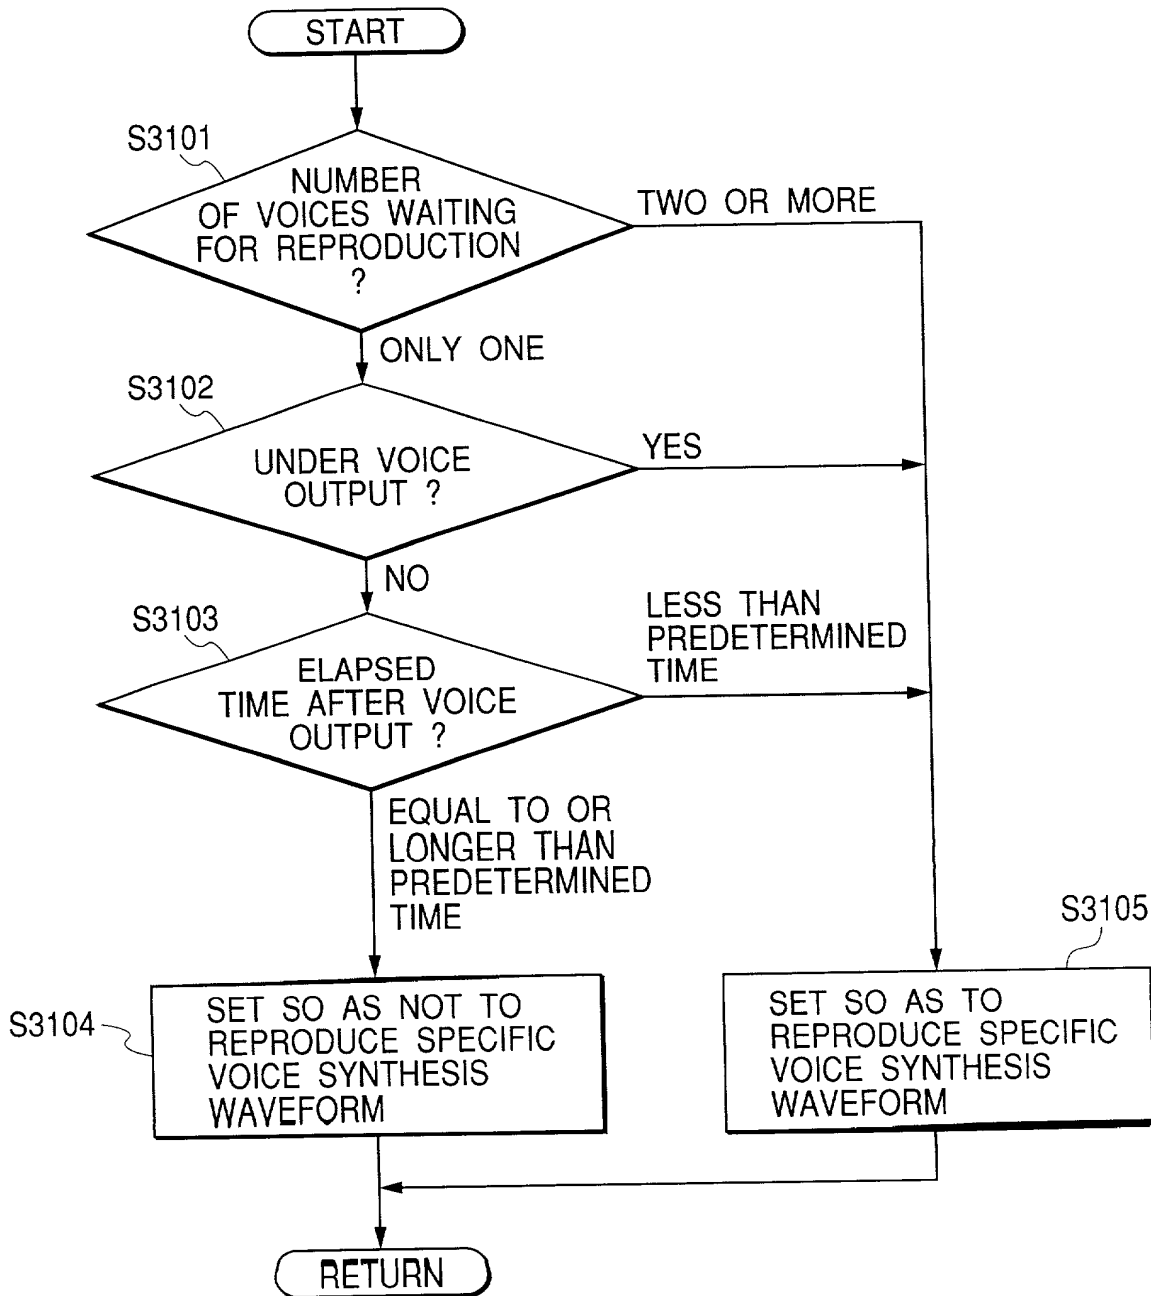 START
S3101
NUMBER
OF VOICES WAITING
FOR REPRODUCTION
?
TWO OR MORE
ONLY ONE
S3102
UNDER VOICE
OUTPUT ?
YES
NO
S3103
ELAPSED
TIME AFTER VOICE
OUTPUT ?
LESS THAN
PREDETERMINED
TIME
EQUAL TO OR
LONGER THAN
PREDETERMINED
TIME
S3104
SET SO AS NOT TO
REPRODUCE SPECIFIC
VOICE SYNTHESIS
WAVEFORM
S3105
SET SO AS TO
REPRODUCE SPECIFIC
VOICE SYNTHESIS
WAVEFORM
RETURN